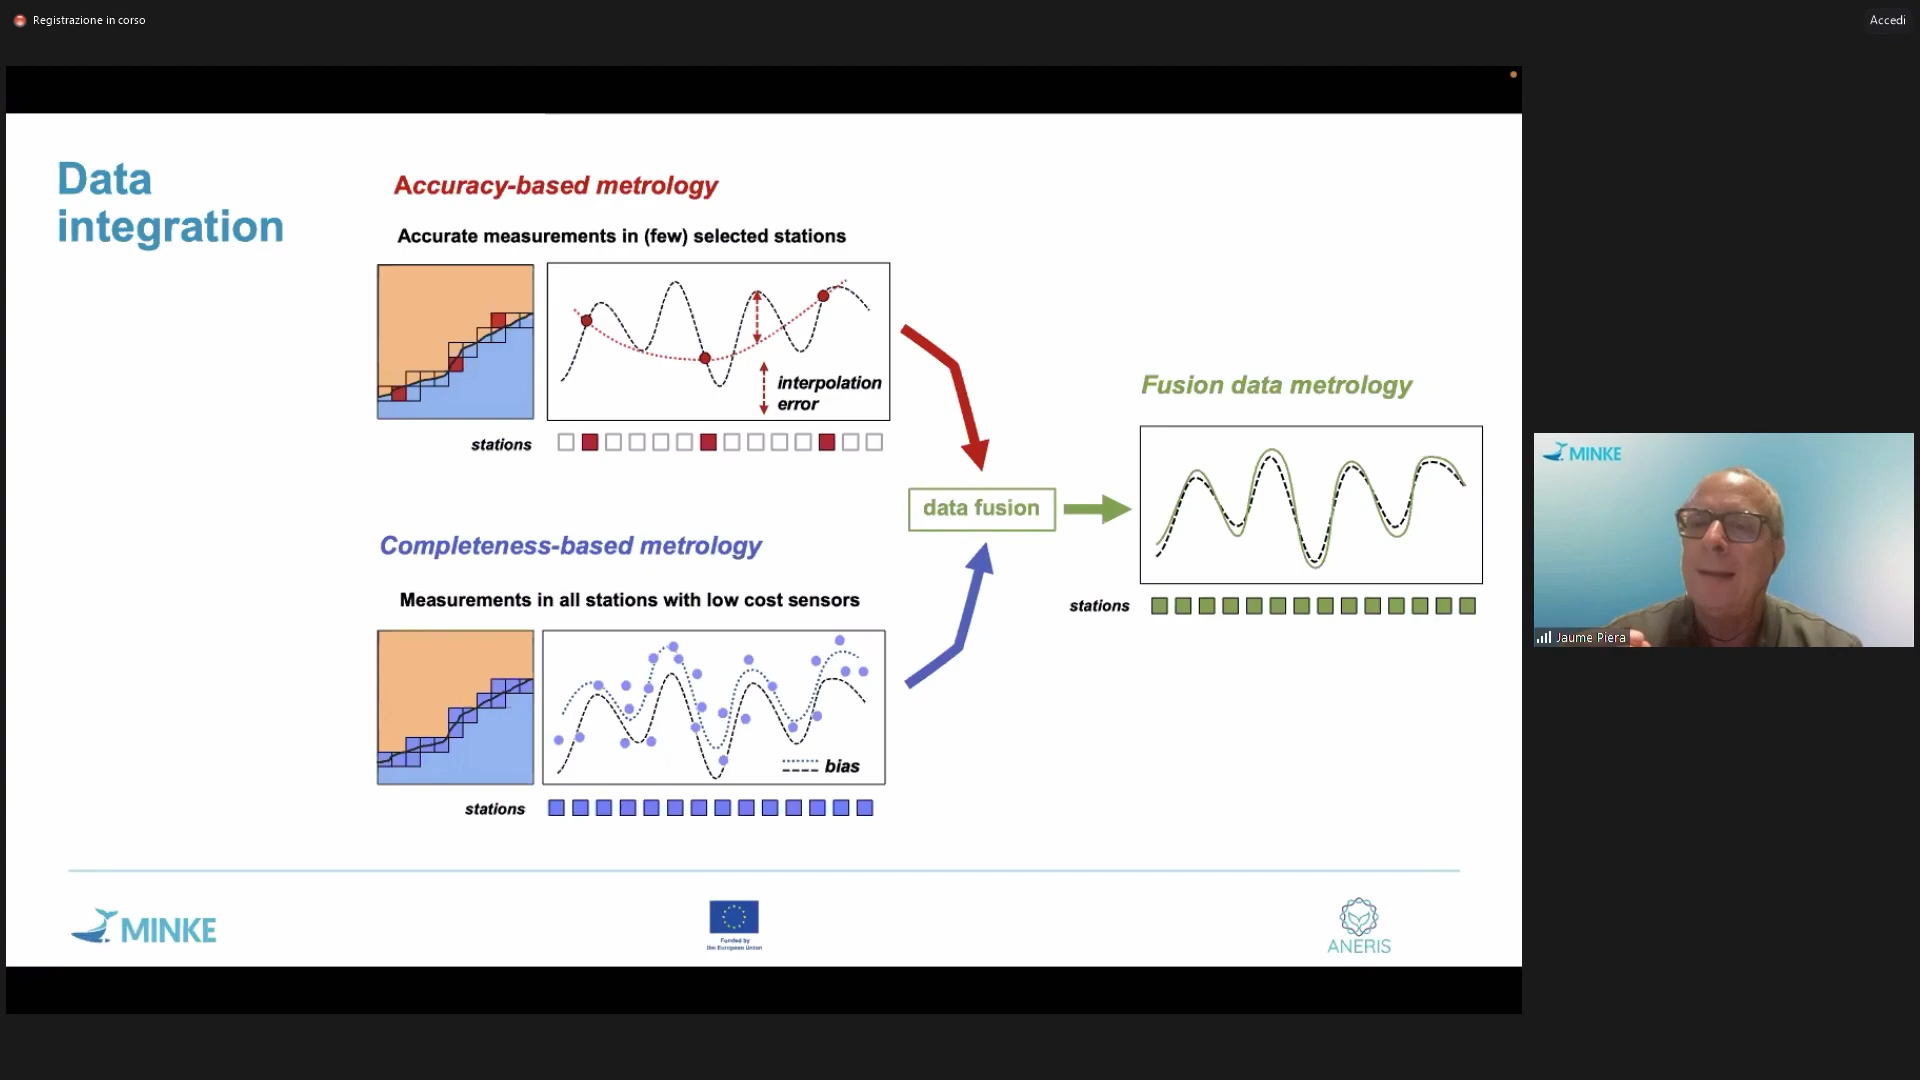 Registrazione in corso
Accedi
Data
integration
Accuracy-based metrology
Accurate measurements in (few) selected stations
interpolation
error
stations
Completeness-based metrology
Measurements in all stations with low cost sensors
bias
stations
data fusion
Fusion data metrology
stations
MINKE
Funded by
the European Union
ANERIS
MINKE
Jaume Piera